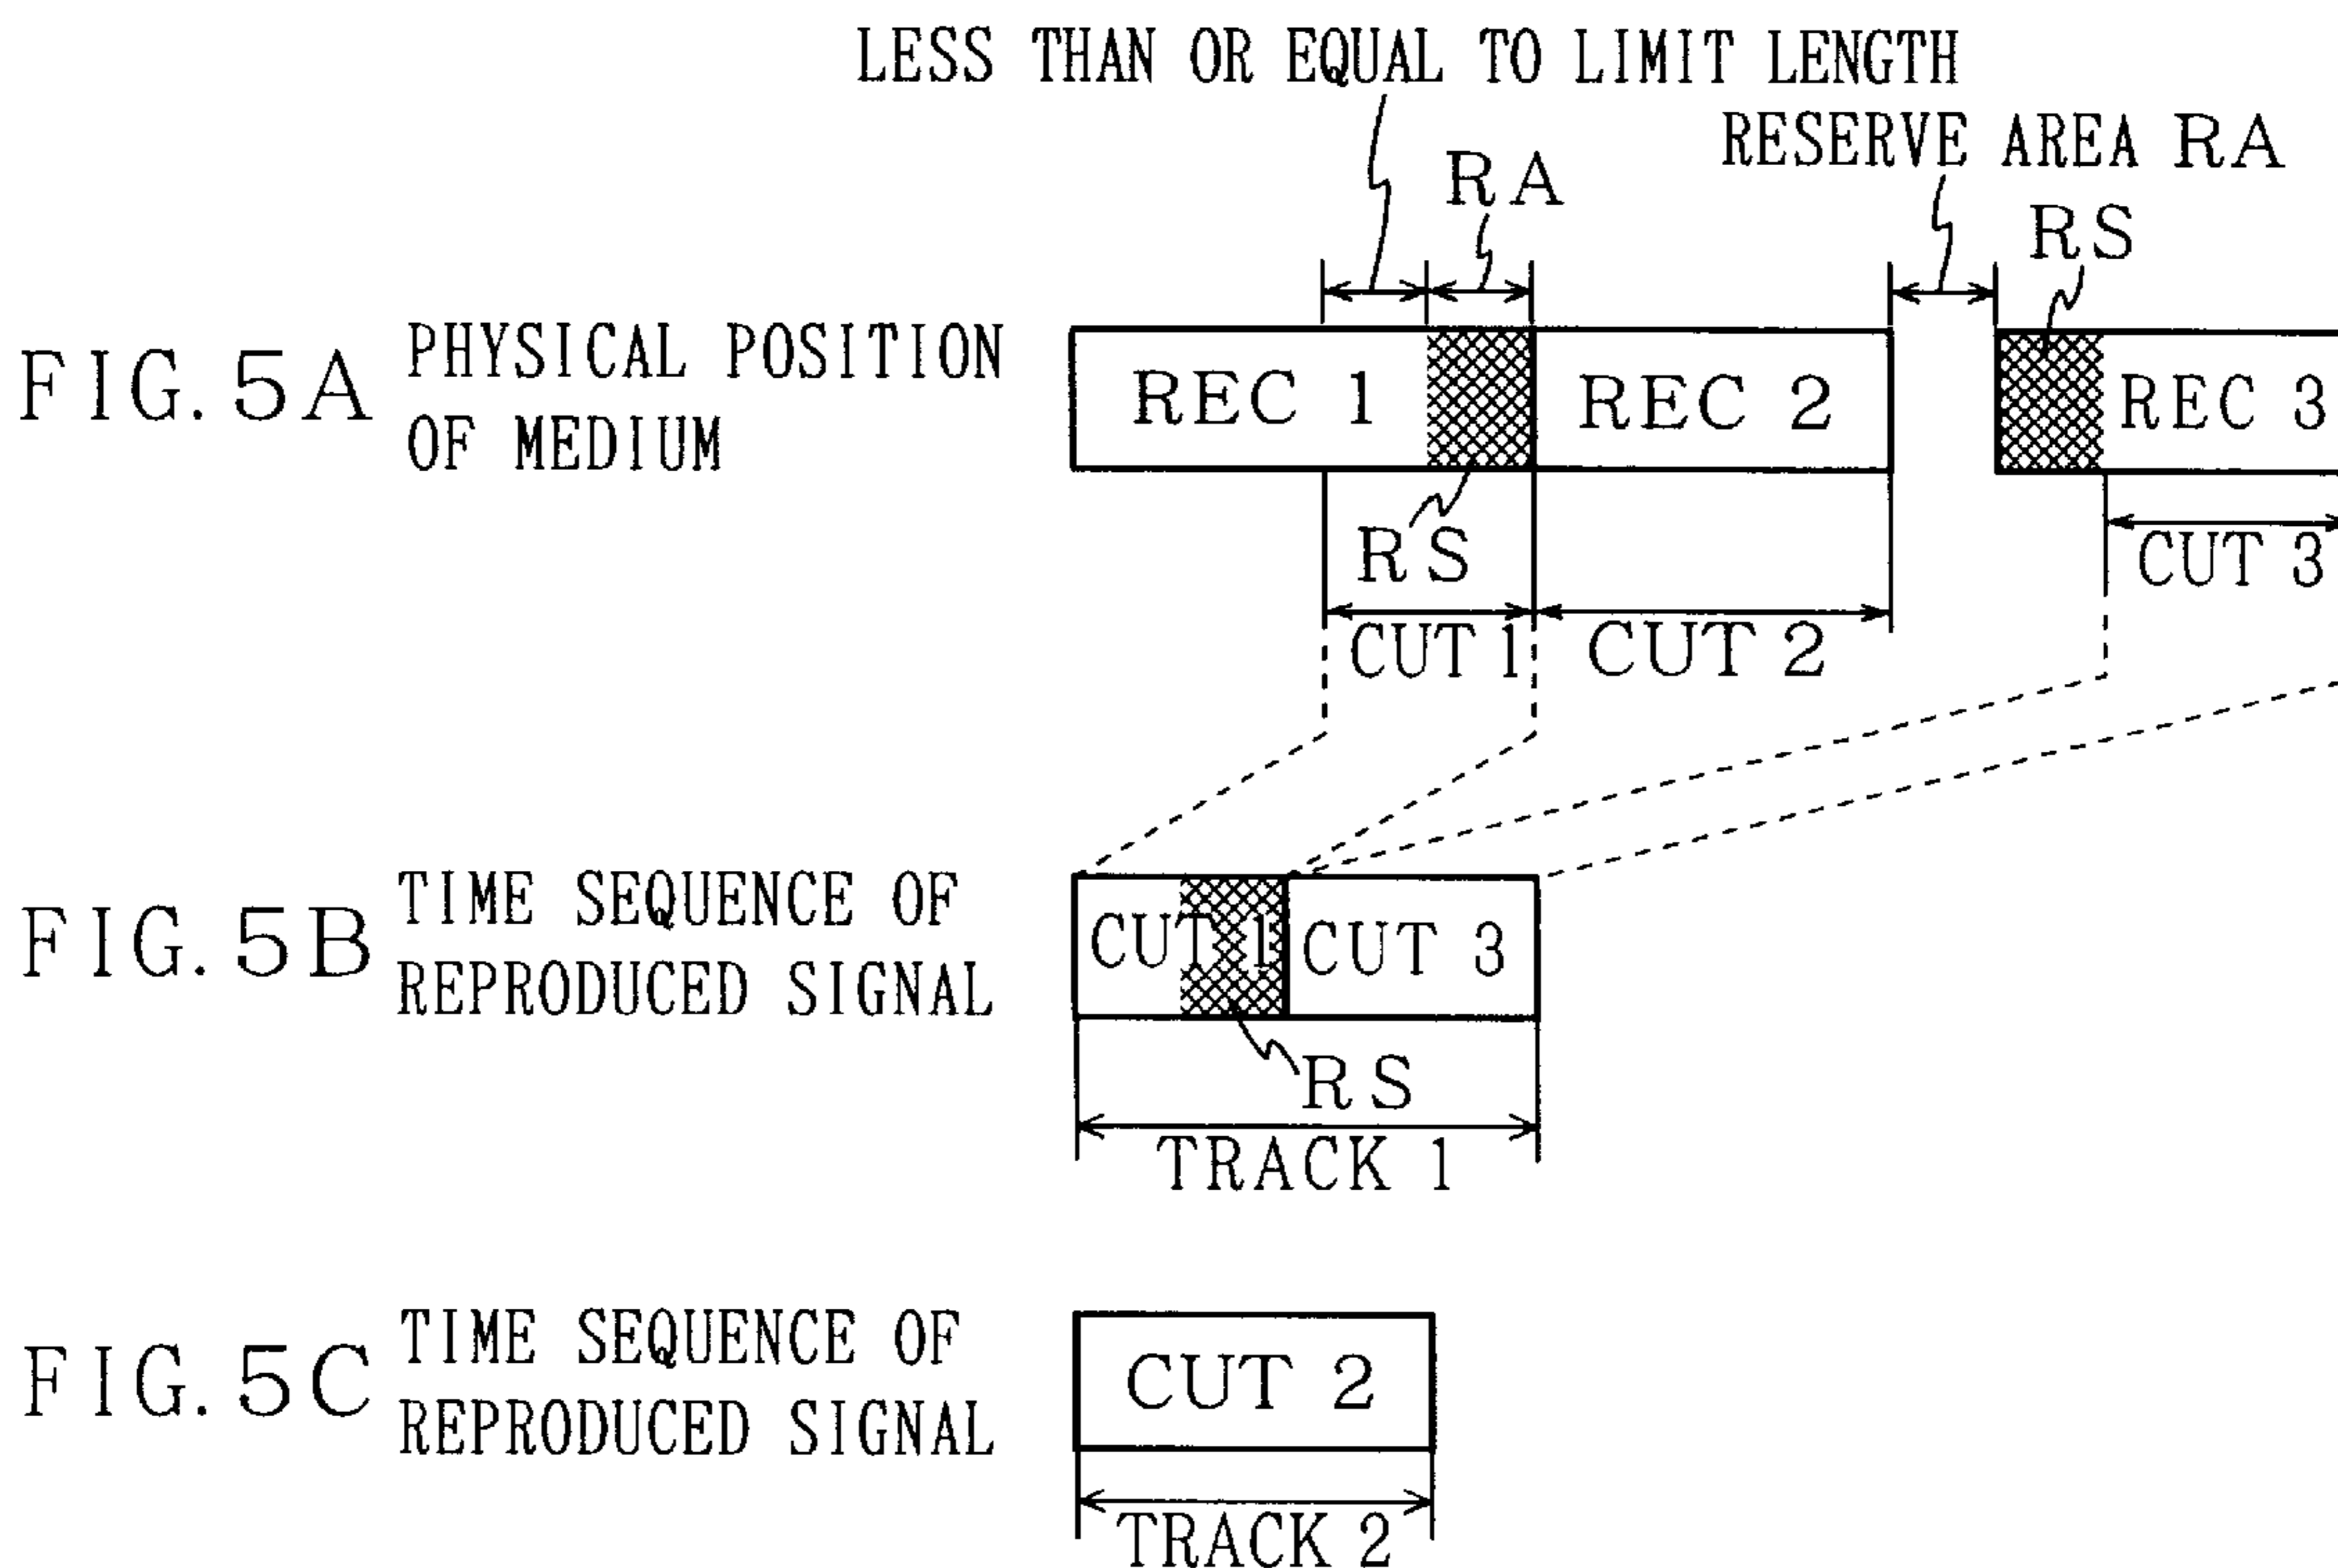 LESS THAN OR EQUAL TO LIMIT LENGTH
RESERVE AREA RA
RA
RS
FIG. 5A
PHYSICAL POSITION
OF MEDIUM
REC 1
REC 2
REC 3
RS
CUT 3
CUT 1
CUT 2
FIG. 5B
TIME SEQUENCE OF
REPRODUCED SIGNAL
CUT 1
CUT 3
RS
TRACK 1
FIG. 5C
TIME SEQUENCE OF
REPRODUCED SIGNAL
CUT 2
TRACK 2